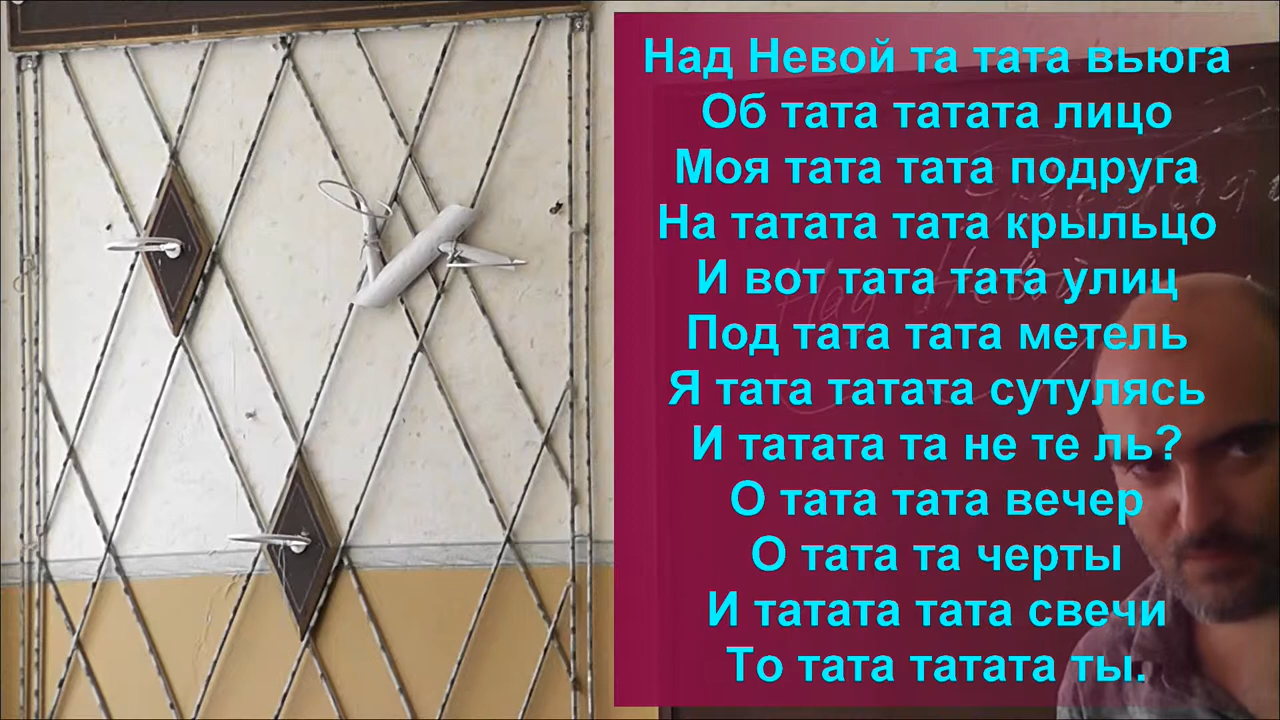 Над Невой та тата вьюга
Об тата татата лицо
Моя тата тата подруга
На татата тата крыльцо
И вот тата тата улиц
Под тата тата метель
Я тата татата сутулясь
И татата та не те ль?
О тата тата вечер
О тата та черты
И татата тата свечи
То тата татата ты.
Над Невой